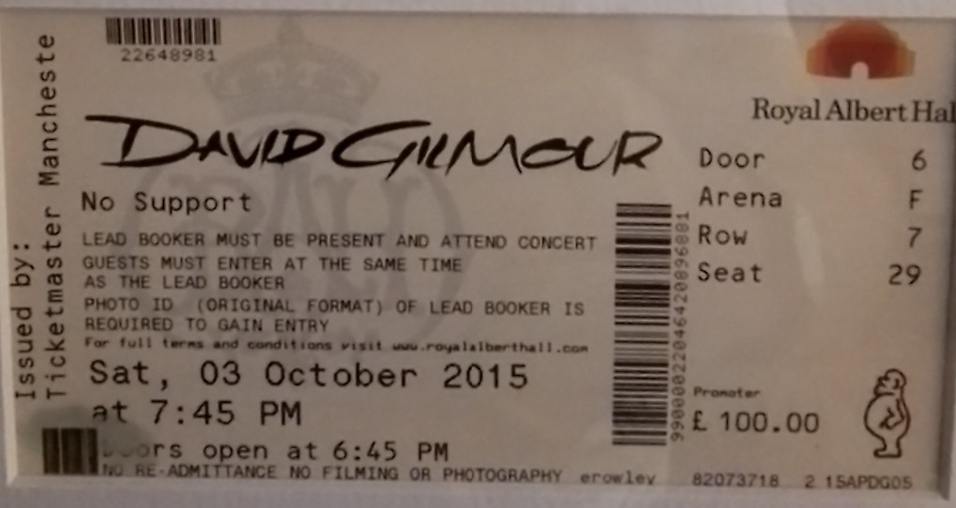 22648981
Issued by:
Ticketmaster Mancheste
DAVID GILMOUR
No Support
LEAD BOOKER MUST BE PRESENT AND ATTEND CONCERT
GUESTS MUST ENTER AT THE SAME TIME
AS THE LEAD BOOKER
PHOTO ID (ORIGINAL FORMAT) OF LEAD BOOKER IS
REQUIRED TO GAIN ENTRY
For full terms and conditions visit www.royalalberthall.com
Sat, 03 October 2015
at 7:45 PM
Doors open at 6:45 PM
NO RE-ADMITTANCE NO FILMING OR PHOTOGRAPHY erowley
Royal Albert Hal
Door 6
Arena F
Row 7
Seat 29
Promoter
£ 100.00
82073718 2 15APDG05